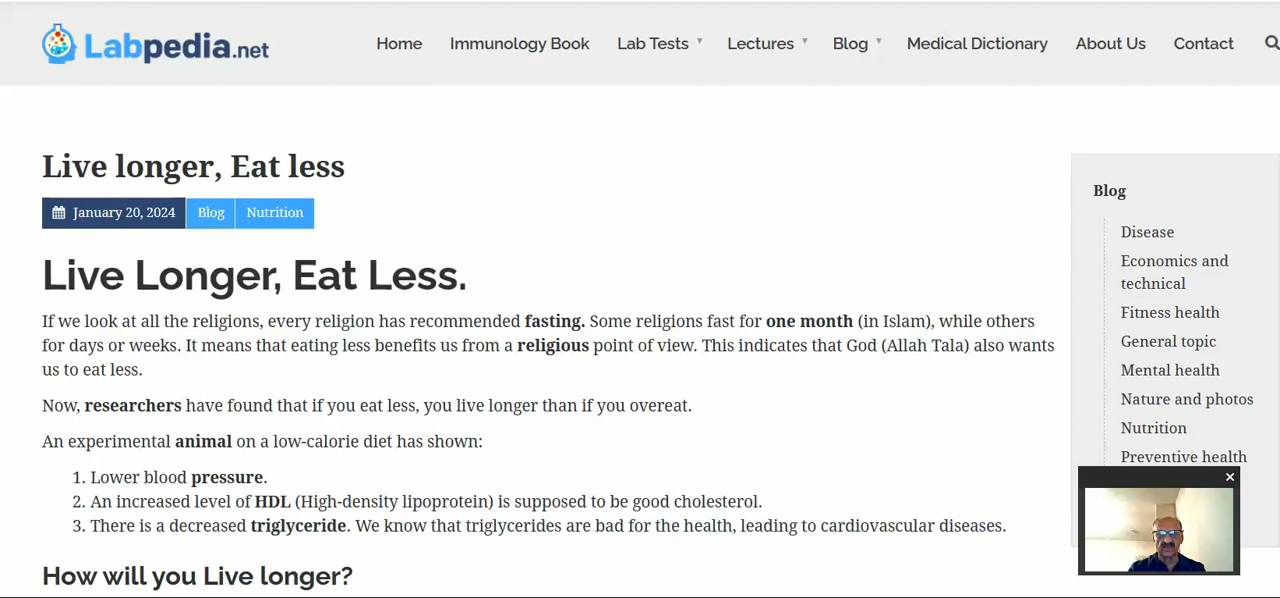 Labpedia.net
Home Immunology Book Lab Tests Lectures Blog Medical Dictionary About Us Contact
Live longer, Eat less
January 20, 2024 Blog Nutrition
Live Longer, Eat Less.
If we look at all the religions, every religion has recommended fasting. Some religions fast for one month (in Islam), while others
for days or weeks. It means that eating less benefits us from a religious point of view. This indicates that God (Allah Tala) also wants
us to eat less.
Now, researchers have found that if you eat less, you live longer than if you overeat.
An experimental animal on a low-calorie diet has shown:
1. Lower blood pressure.
2. An increased level of HDL (High-density lipoprotein) is supposed to be good cholesterol.
3. There is a decreased triglyceride. We know that triglycerides are bad for the health, leading to cardiovascular diseases.
How will you Live longer?
Blog
Disease
Economics and
technical
Fitness health
General topic
Mental health
Nature and photos
Nutrition
Preventive health